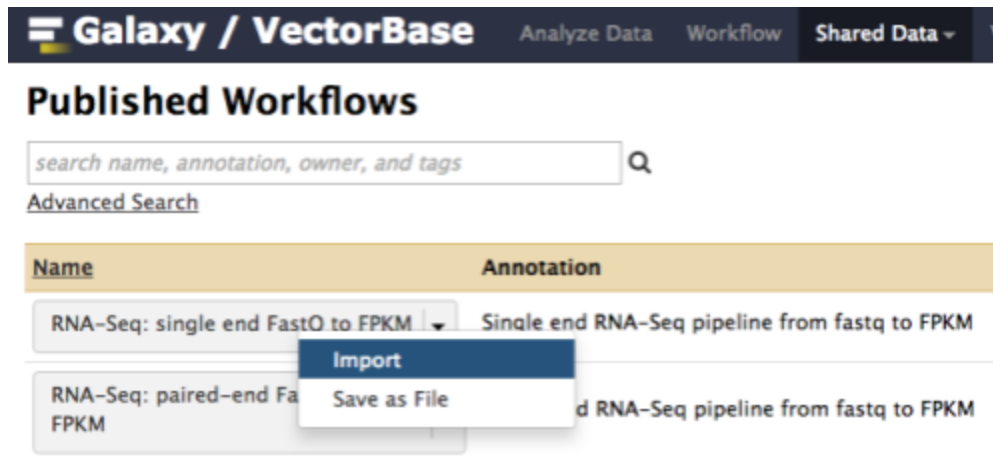 Galaxy / VectorBase Analyze Data Workflow Shared Data
Published Workflows
search name, annotation, owner, and tags
Advanced Search
Name Annotation
RNA-Seq: single end FastQ to FPKM Single end RNA-Seq pipeline from fastq to FPKM
Import
RNA-Seq: paired-end Save as File RNA-Seq pipeline from fastq to FPKM
FPKM